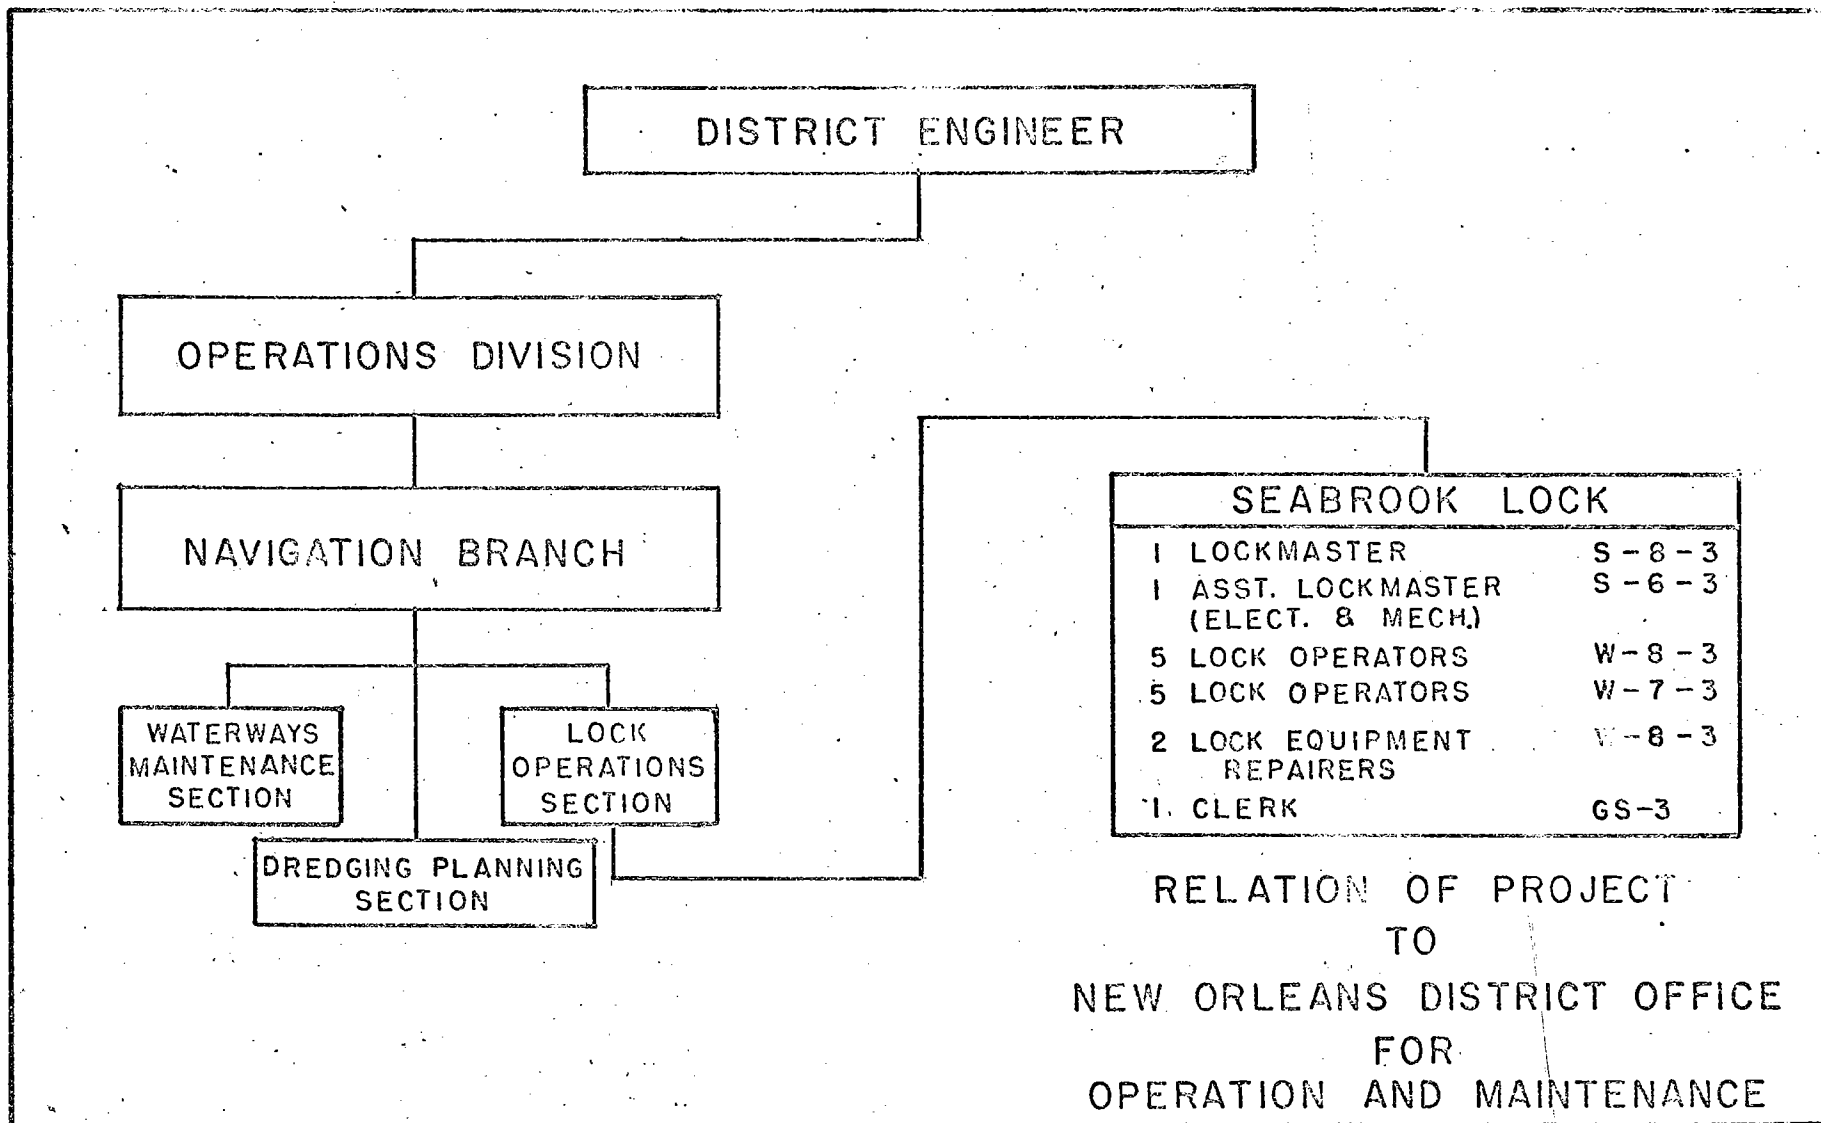 DISTRICT ENGINEER
OPERATIONS DIVISION
NAVIGATION BRANCH
WATERWAYS
MAINTENANCE
SECTION
LOCK
OPERATIONS
SECTION
DREDGING PLANNING
SECTION
SEABROOK LOCK
1 LOCKMASTER S-8-3
1 ASST. LOCKMASTER S-6-3
(ELECT. & MECH.)
5 LOCK OPERATORS W-8-3
5 LOCK OPERATORS W-7-3
2 LOCK EQUIPMENT W-8-3
REPAIRERS
1 CLERK GS-3
RELATION OF PROJECT
TO
NEW ORLEANS DISTRICT OFFICE
FOR
OPERATION AND MAINTENANCE